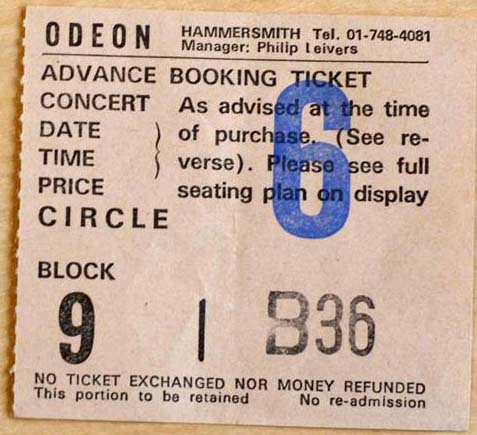 ODEON HAMMERSMITH Tel. 01-748-4081
Manager: Philip Leivers
ADVANCE BOOKING TICKET
CONCERT As advised at the time
DATE ) of purchase. (See re-
TIME ) verse). Please see full
PRICE seating plan on display
CIRCLE
6
BLOCK
9 | B36
NO TICKET EXCHANGED NOR MONEY REFUNDED
This portion to be retained No re-admission